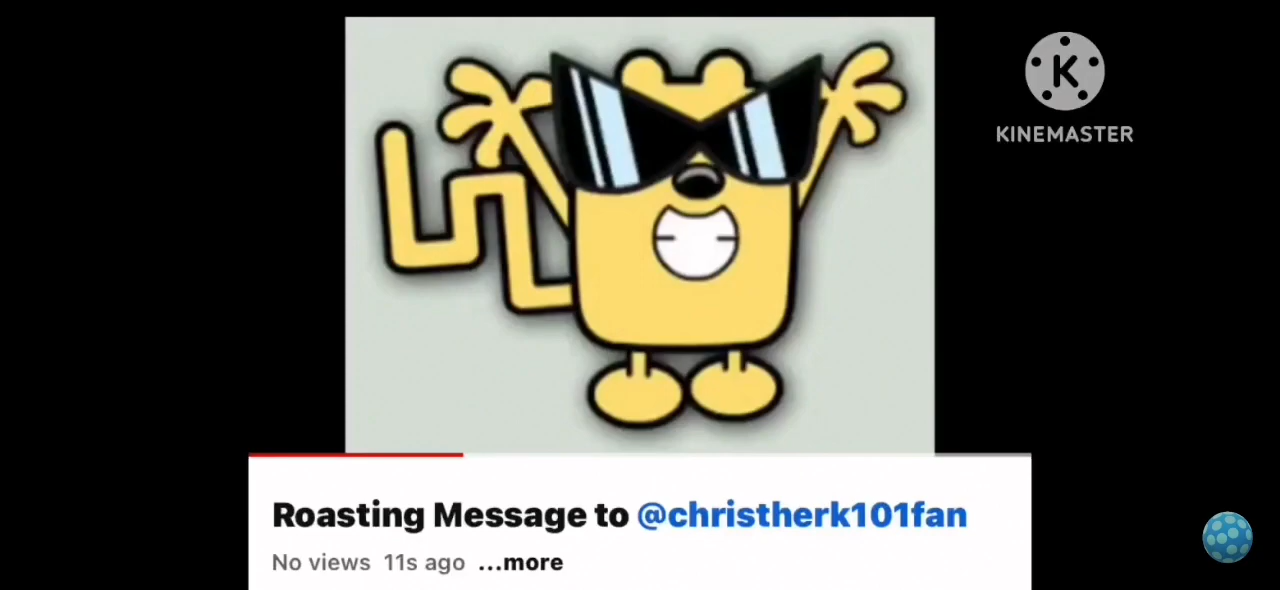 K
KINEMASTER
Roasting Message to @christherk101fan
No views 11s ago ...more